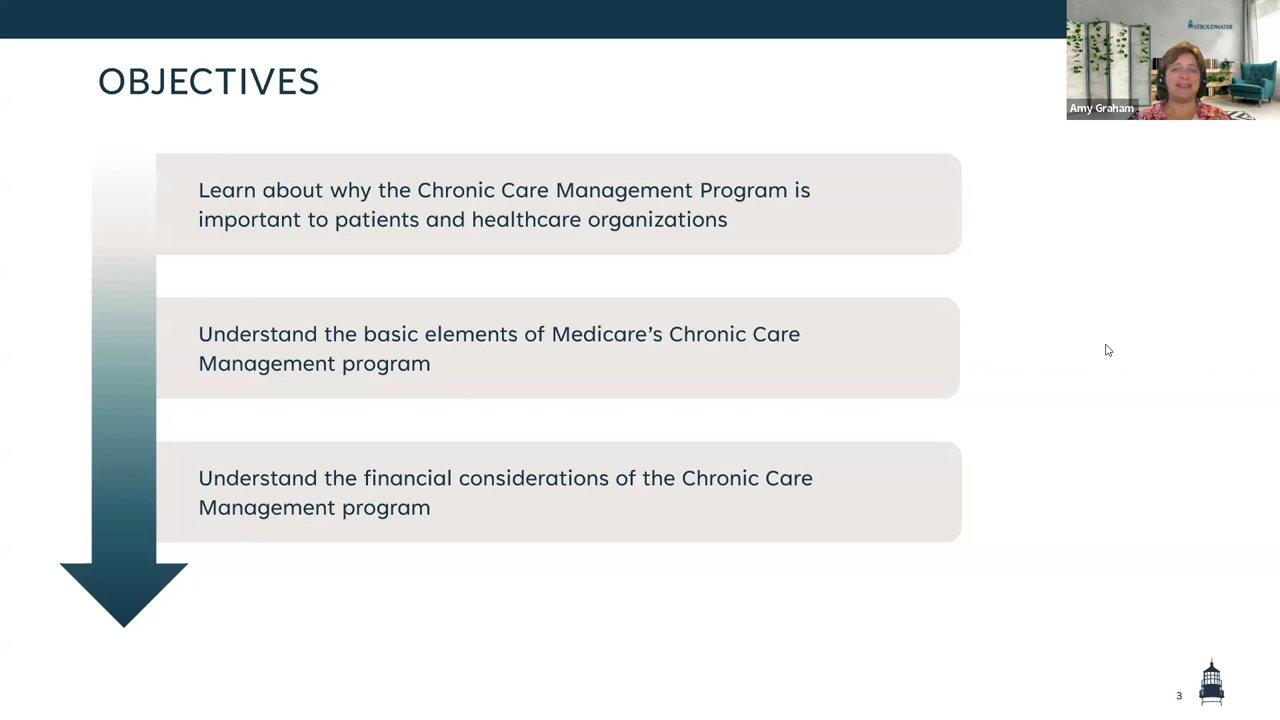 STROUDWATER
Amy Graham
OBJECTIVES
Learn about why the Chronic Care Management Program is
important to patients and healthcare organizations
Understand the basic elements of Medicare’s Chronic Care
Management program
Understand the financial considerations of the Chronic Care
Management program
3